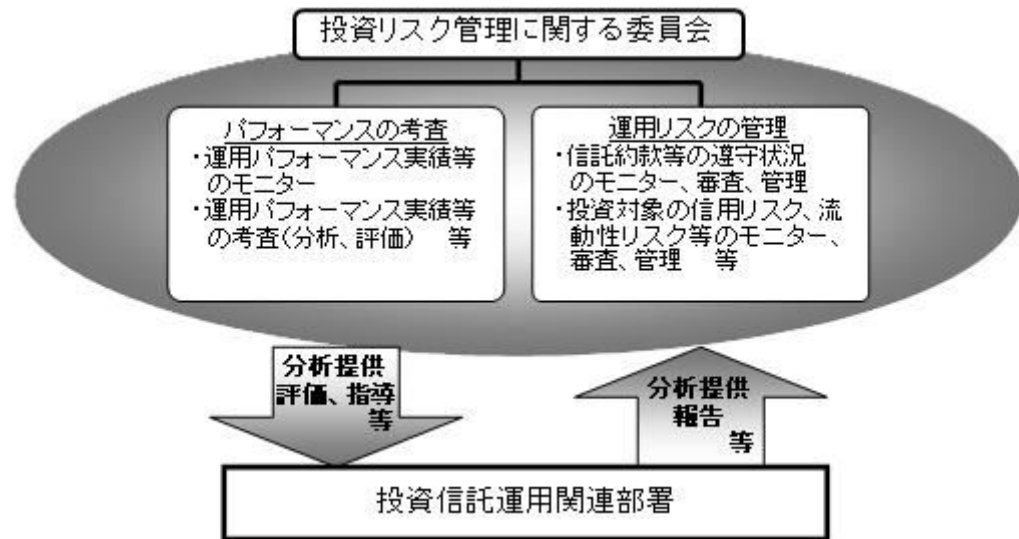 投資リスク管理に関する委員会
パフォーマンスの考査
・運用パフォーマンス実績等
のモニター
・運用パフォーマンス実績等
の考査(分析、評価) 等
運用リスクの管理
・信託約款等の遵守状況
のモニター、審査、管理
・投資対象の信用リスク、流
動性リスク等のモニター、
審査、管理 等
分析提供
評価、指導
等
分析提供
報告
等
投資信託運用関連部署